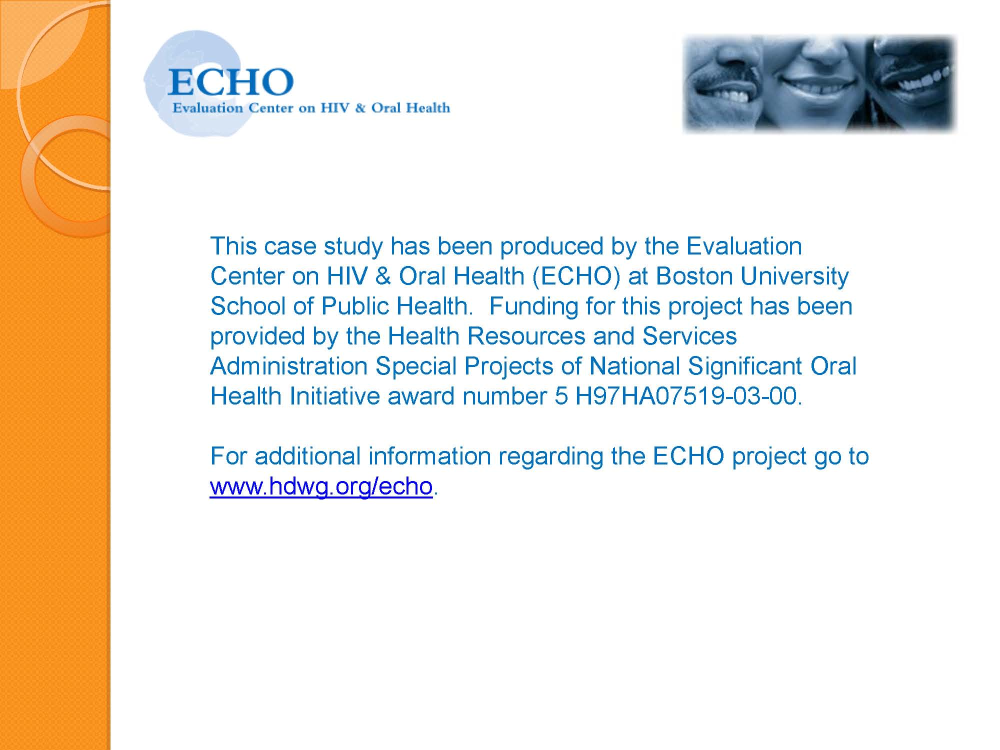 ECHO
Evaluation Center on HIV & Oral Health
This case study has been produced by the Evaluation
Center on HIV & Oral Health (ECHO) at Boston University
School of Public Health.  Funding for this project has been
provided by the Health Resources and Services
Administration Special Projects of National Significant Oral
Health Initiative award number 5 H97HA07519-03-00.
For additional information regarding the ECHO project go to
www.hdwg.org/echo.